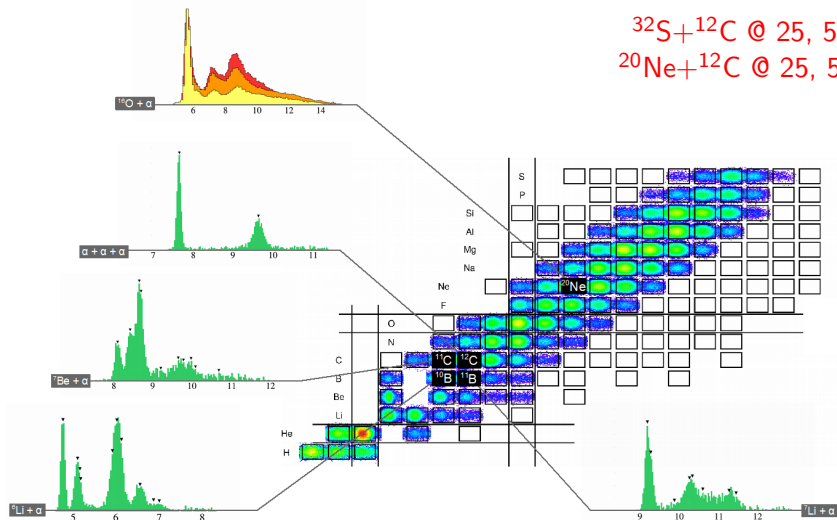 ³²S+¹²C @ 25, 5
²⁰Ne+¹²C @ 25, 5
¹⁶O + α
6 8 10 12 14
α + α + α
7 8 9 10 11
⁷Be + α
8 9 10 11 12
⁶Li + α
5 6 7 8
⁷Li + α
9 10 11 12
S
P
Si
Al
Mg
Na
Ne
²⁰Ne
F
O
N
C
¹¹C ¹²C
B
¹⁰B ¹¹B
Be
Li
He
H